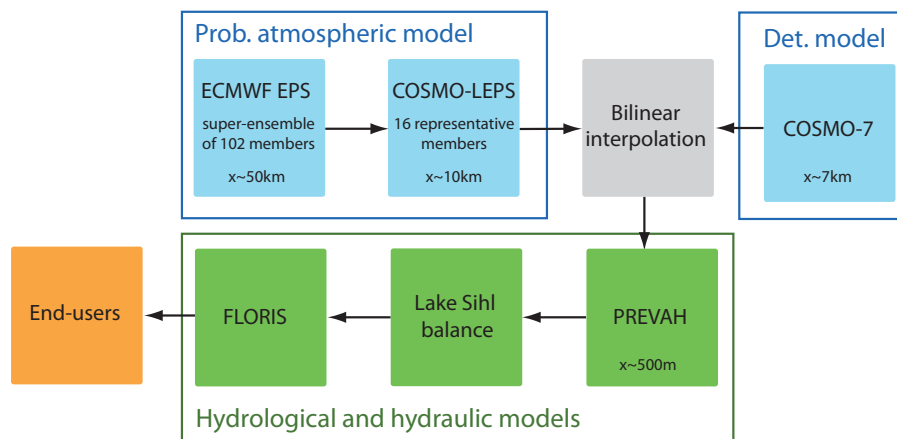 Prob. atmospheric model
Det. model
ECMWF EPS
super-ensemble
of 102 members
x~50km
COSMO-LEPS
16 representative
members
x~10km
Bilinear
interpolation
COSMO-7
x~7km
End-users
FLORIS
Lake Sihl
balance
PREVAH
x~500m
Hydrological and hydraulic models